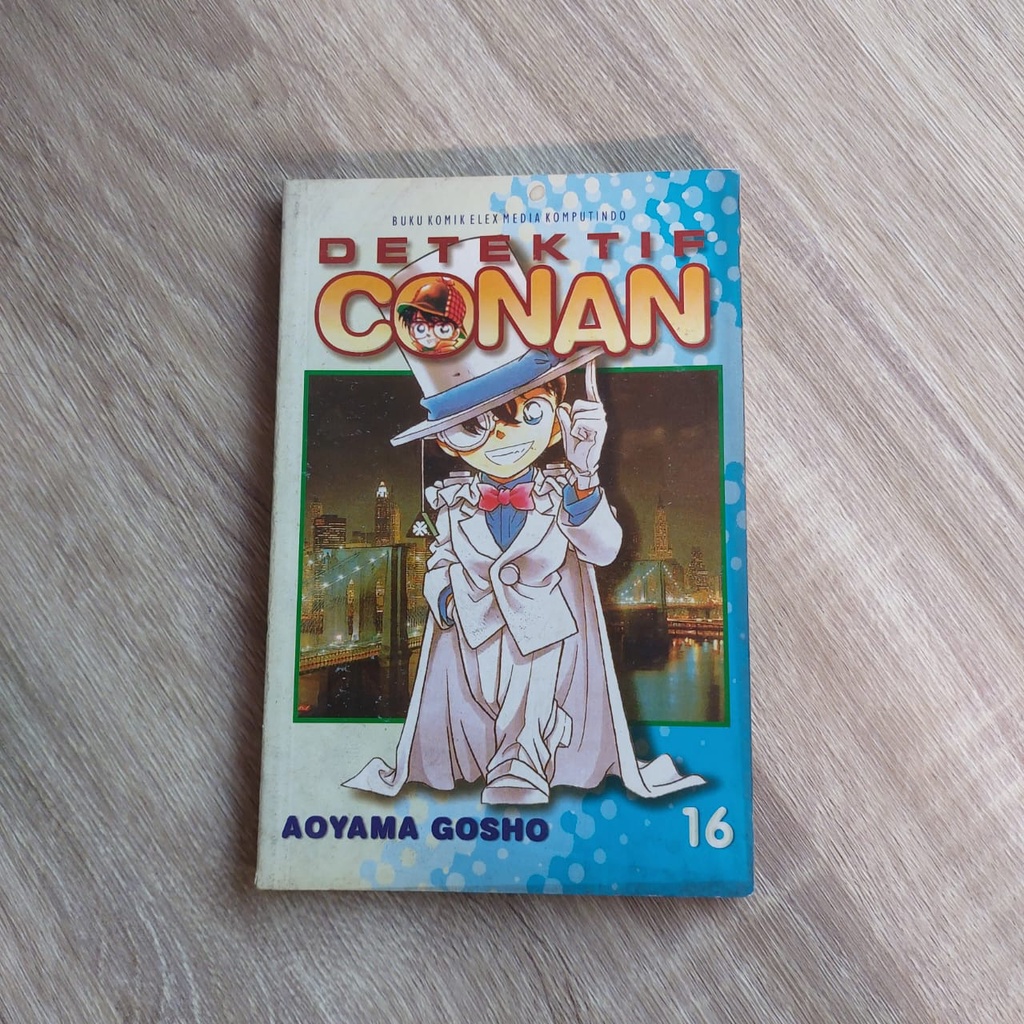 BUKU KOMIK ELEX MEDIA KOMPUTINDO
DETEKTIF
CONAN
AOYAMA GOSHO
16